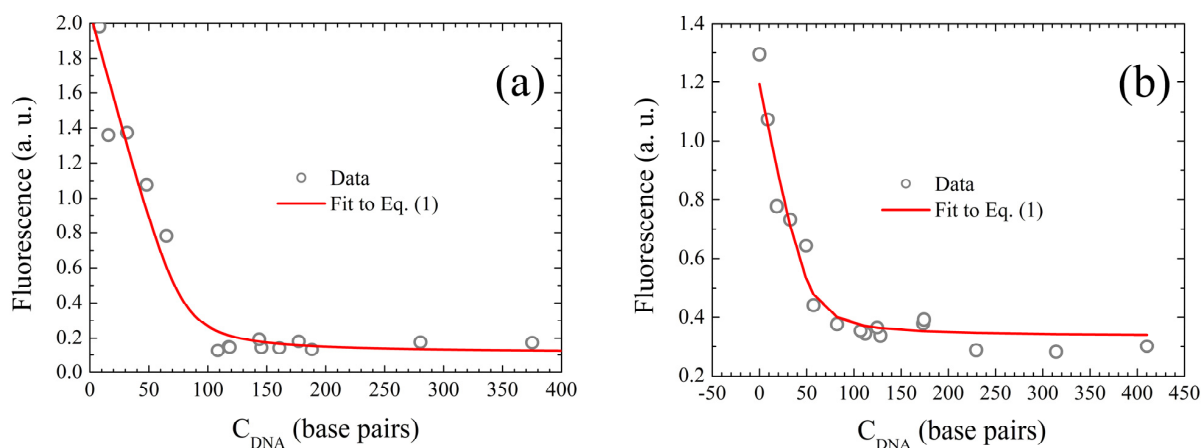 (a)
Fluorescence (a. u.)
2.0
1.8
1.6
1.4
1.2
1.0
0.8
0.6
0.4
0.2
0.0
Data
Fit to Eq. (1)
0 50 100 150 200 250 300 350 400
C_DNA (base pairs)
(b)
Fluorescence (a. u.)
1.4
1.2
1.0
0.8
0.6
0.4
0.2
Data
Fit to Eq. (1)
-50 0 50 100 150 200 250 300 350 400 450
C_DNA (base pairs)